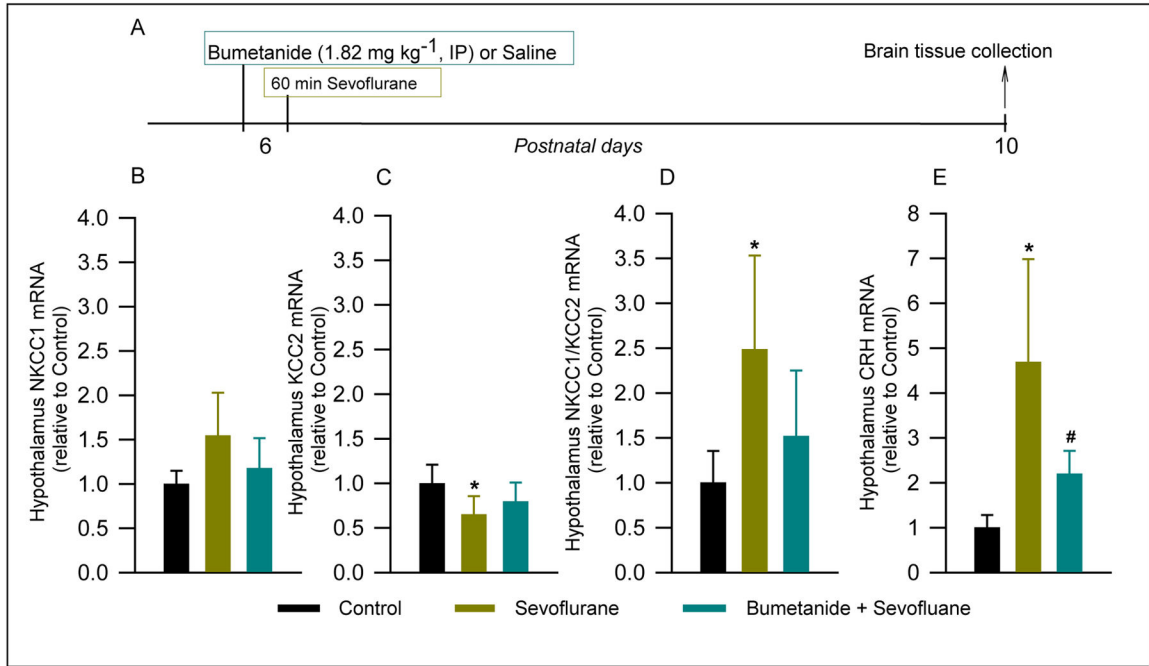 A
Bumetanide (1.82 mg kg-1, IP) or Saline
60 min Sevoflurane
Brain tissue collection
6
Postnatal days
10
B
Hypothalamus NKCC1 mRNA
(relative to Control)
4.0
3.5
3.0
2.5
2.0
1.5
1.0
0.5
0.0
C
Hypothalamus KCC2 mRNA
(relative to Control)
4.0
3.5
3.0
2.5
2.0
1.5
1.0
0.5
0.0
*
D
Hypothalamus NKCC1/KCC2 mRNA
(relative to Control)
4.0
3.5
3.0
2.5
2.0
1.5
1.0
0.5
0.0
*
E
Hypothalamus CRH mRNA
(relative to Control)
8
7
6
5
4
3
2
1
0
*
#
Control
Sevoflurane
Bumetanide + Sevofluane